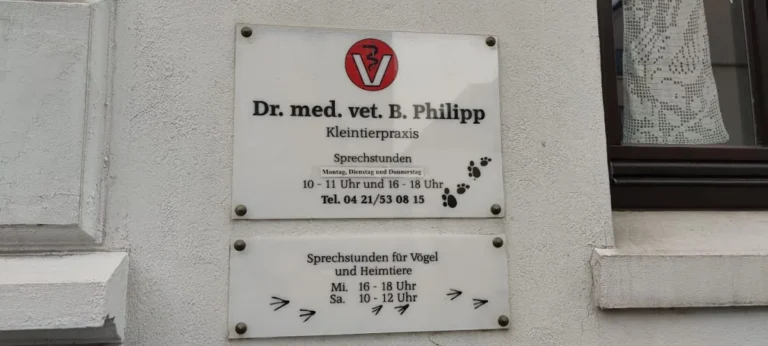 V
Dr. med. vet. B. Philipp
Kleintierpraxis
Sprechstunden
Montag, Dienstag und Donnerstag
10 - 11 Uhr und 16 - 18 Uhr
Tel. 04 21/53 08 15
Sprechstunden für Vögel
und Heimtiere
Mi. 16 - 18 Uhr
Sa. 10 - 12 Uhr